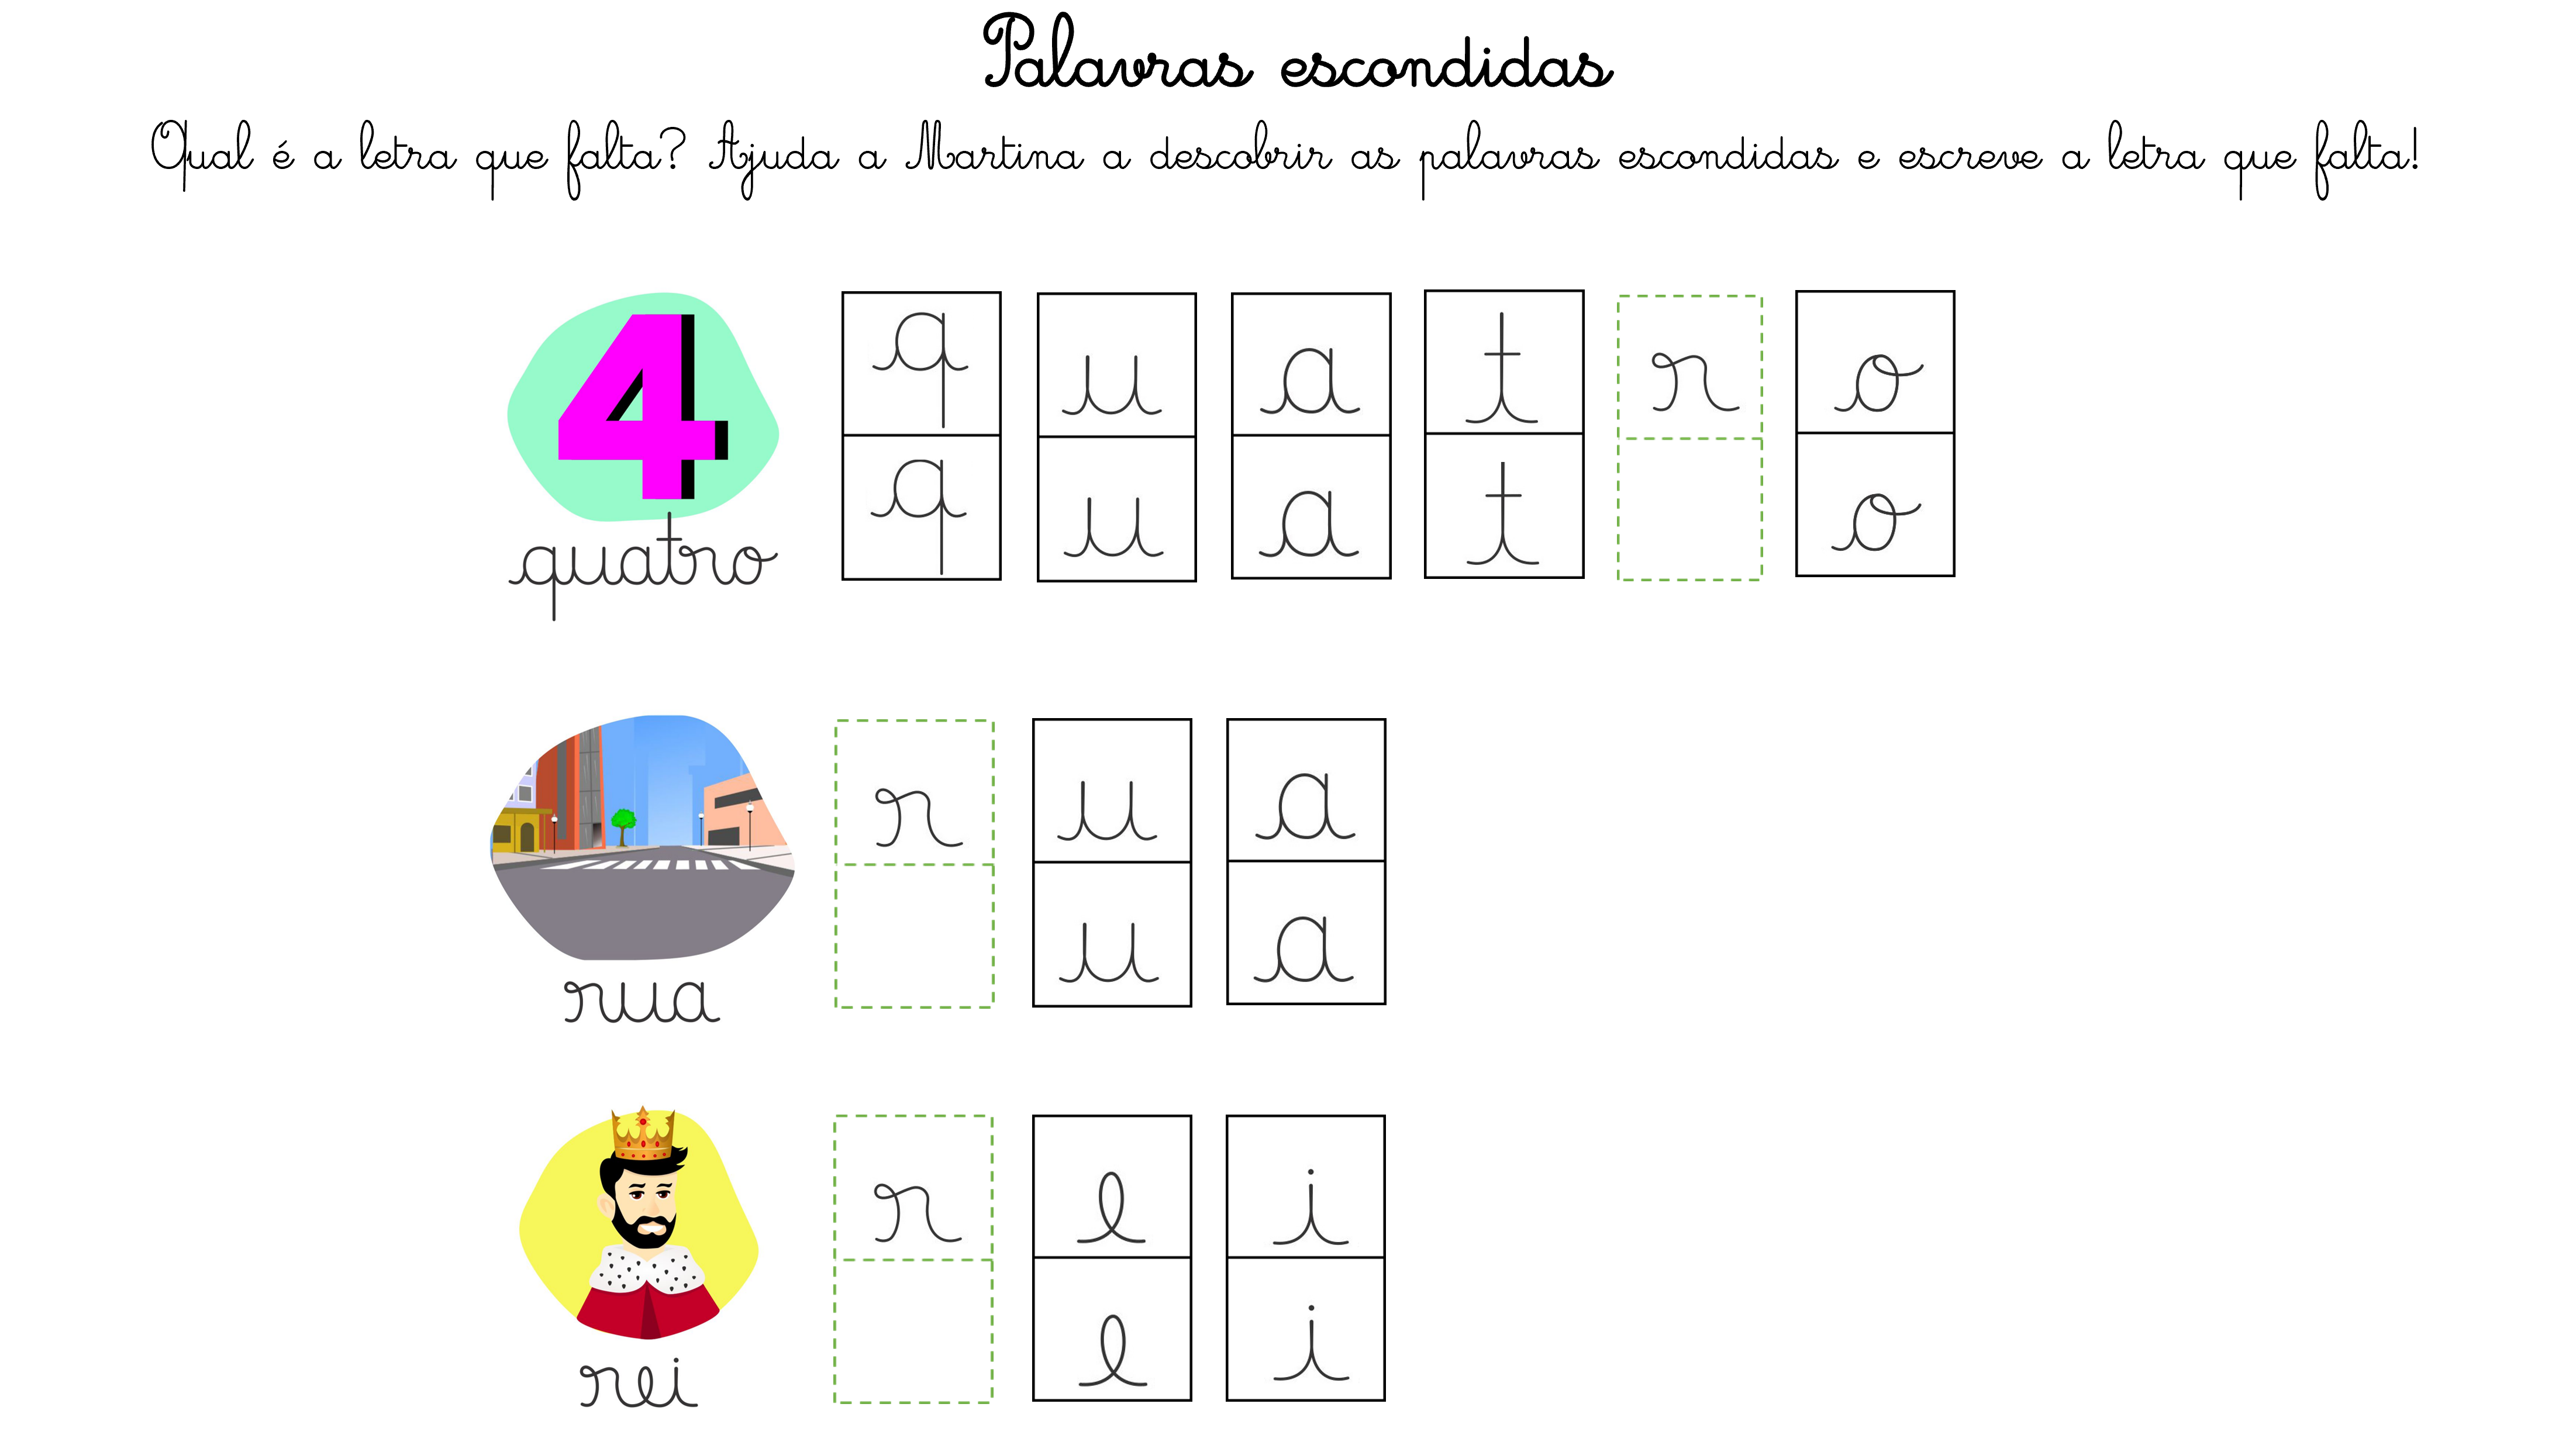 Palavras escondidas
Qual é a letra que falta? Ajuda a Martina a descobrir as palavras escondidas e escreve a letra que falta!
4
q u a t r o
q u a t o
quatro
r u a
u a
rua
r e i
e i
rei